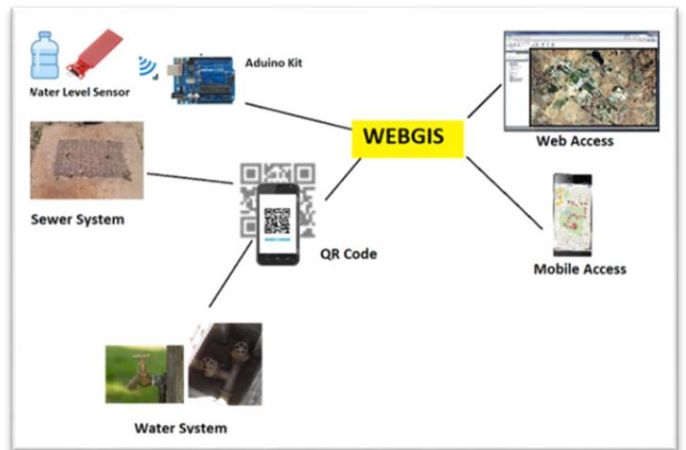 Water Level Sensor
Aduino Kit
WEBGIS
Web Access
Sewer System
QR Code
Mobile Access
Water System